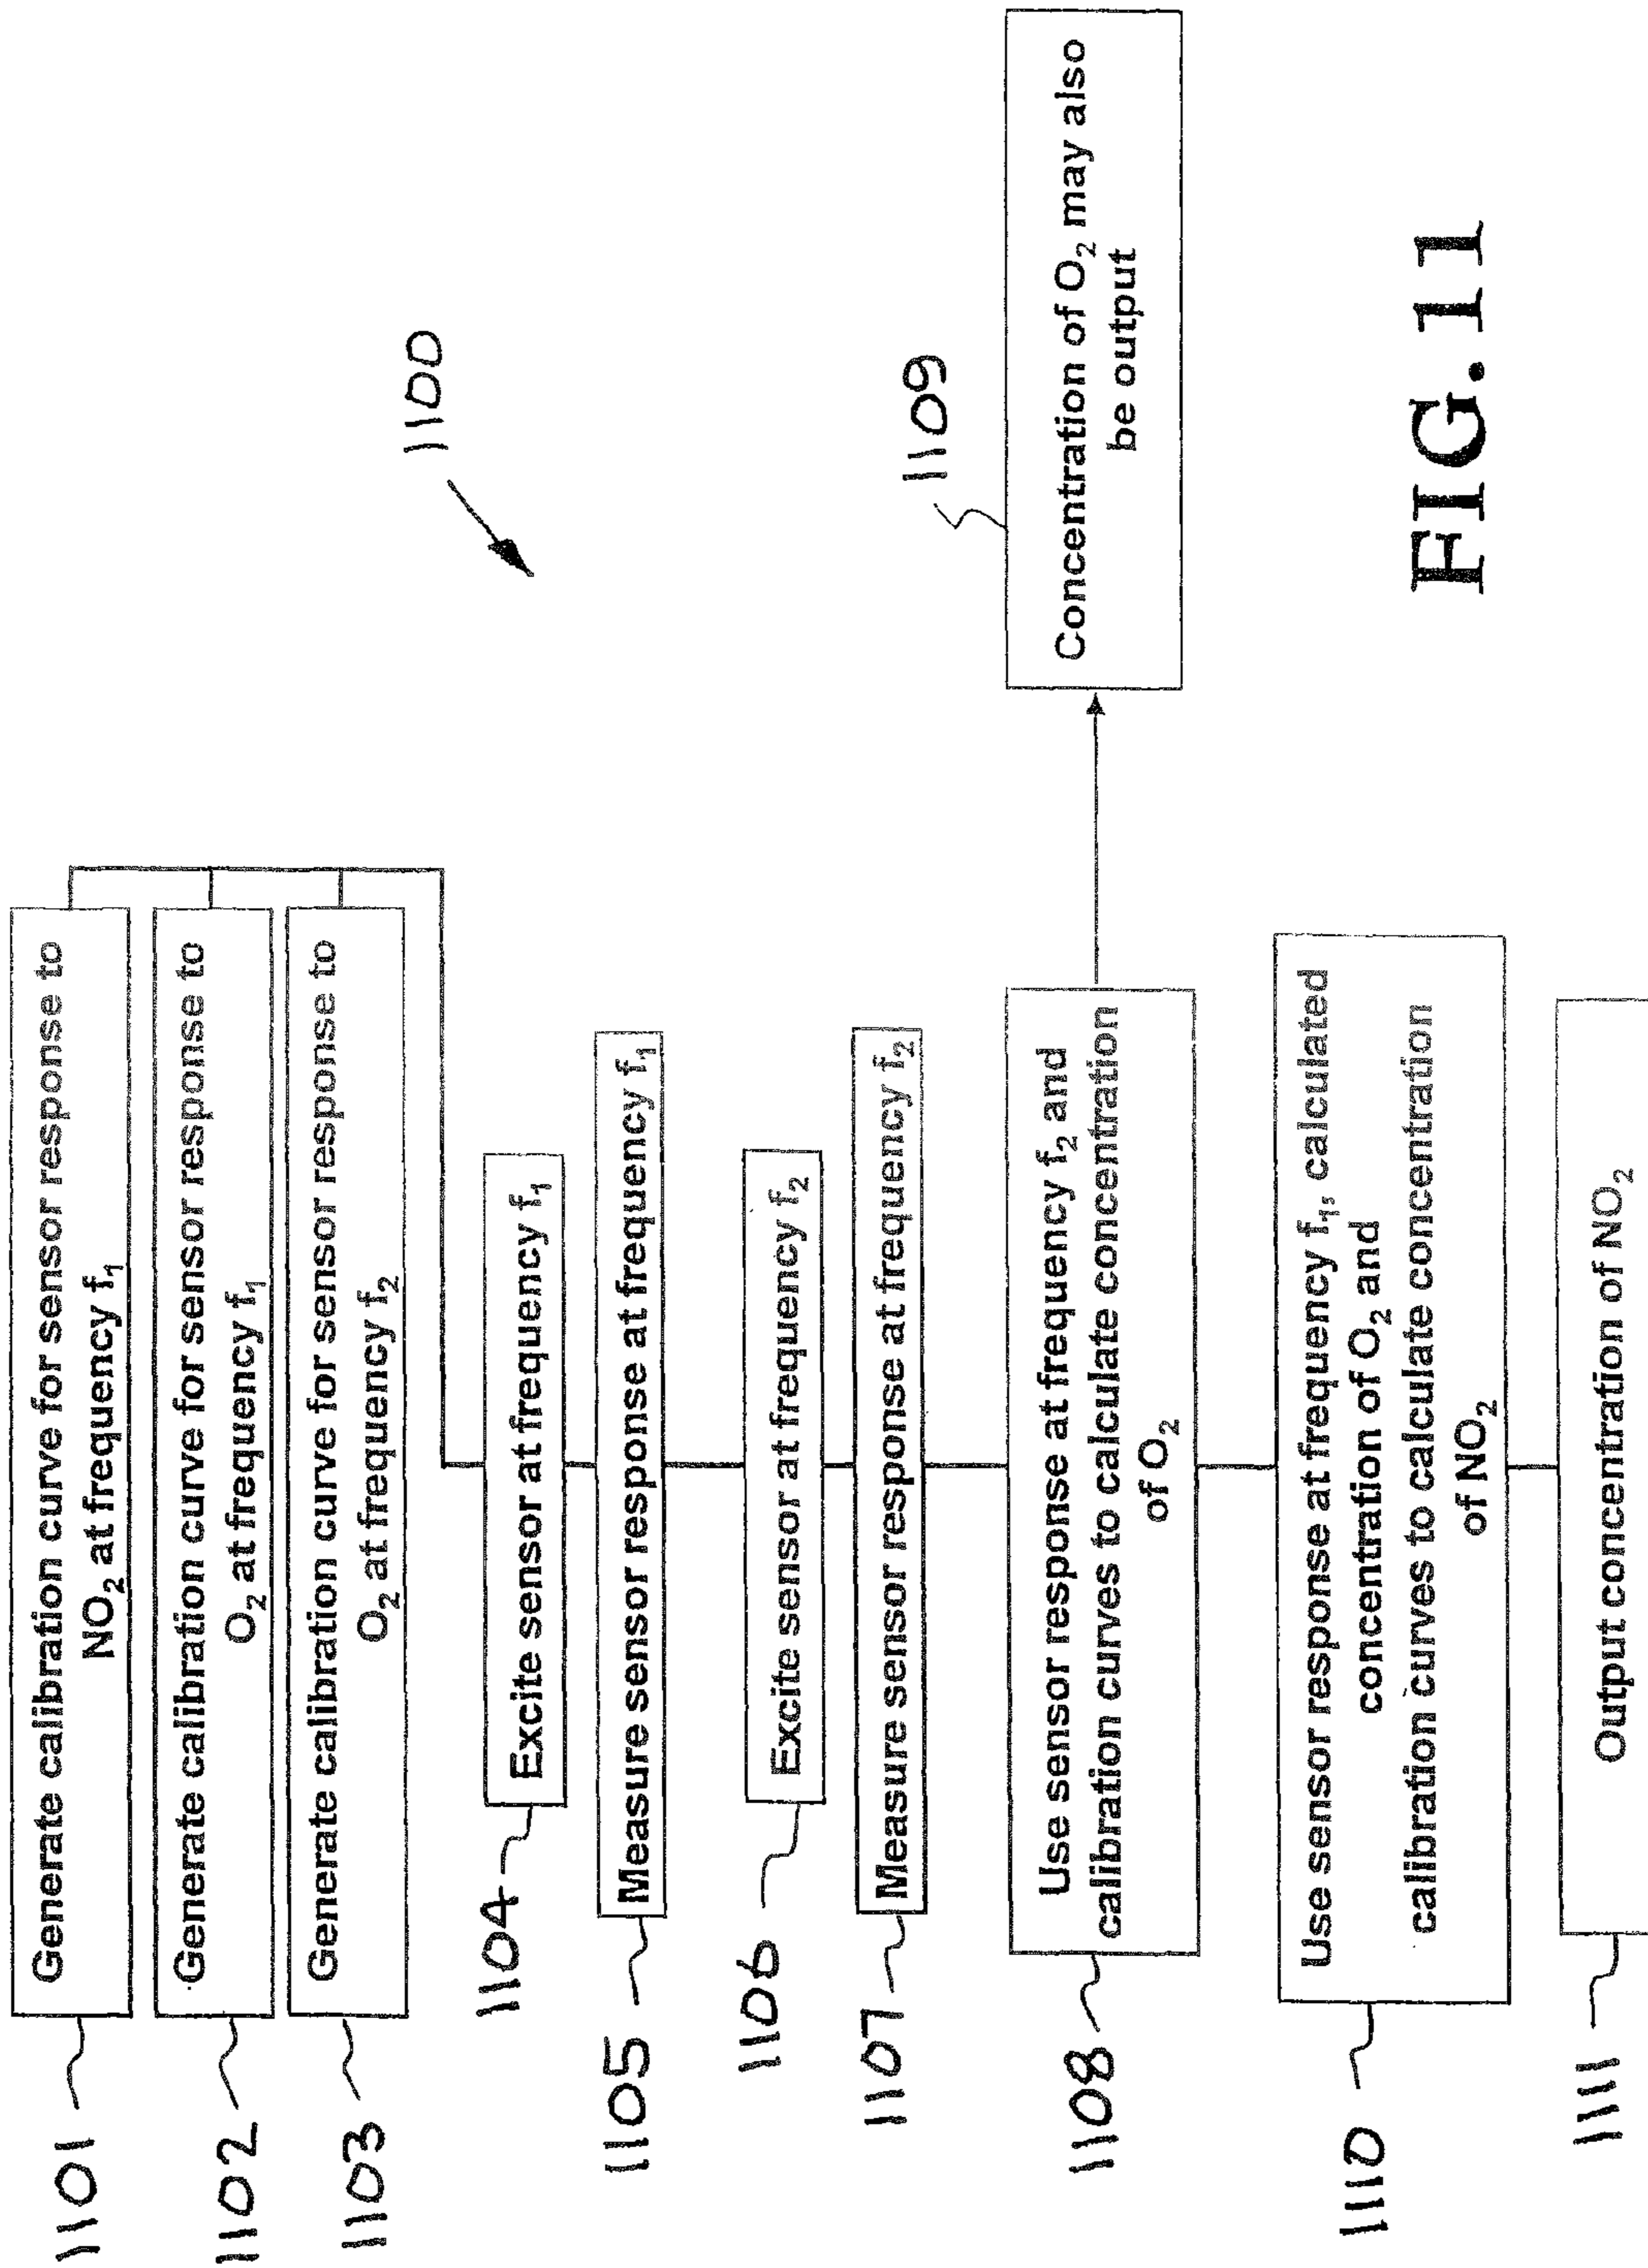 1100
1101
Generate calibration curve for sensor response to
NO₂ at frequency f₁
1102
Generate calibration curve for sensor response to
O₂ at frequency f₁
1103
Generate calibration curve for sensor response to
O₂ at frequency f₂
1104
Excite sensor at frequency f₁
1105
Measure sensor response at frequency f₁
1106
Excite sensor at frequency f₂
1107
Measure sensor response at frequency f₂
1108
Use sensor response at frequency f₂ and
calibration curves to calculate concentration
of O₂
1109
Concentration of O₂ may also
be output
1110
Use sensor response at frequency f₁, calculated
concentration of O₂ and
calibration curves to calculate concentration
of NO₂
1111
Output concentration of NO₂
FIG.11